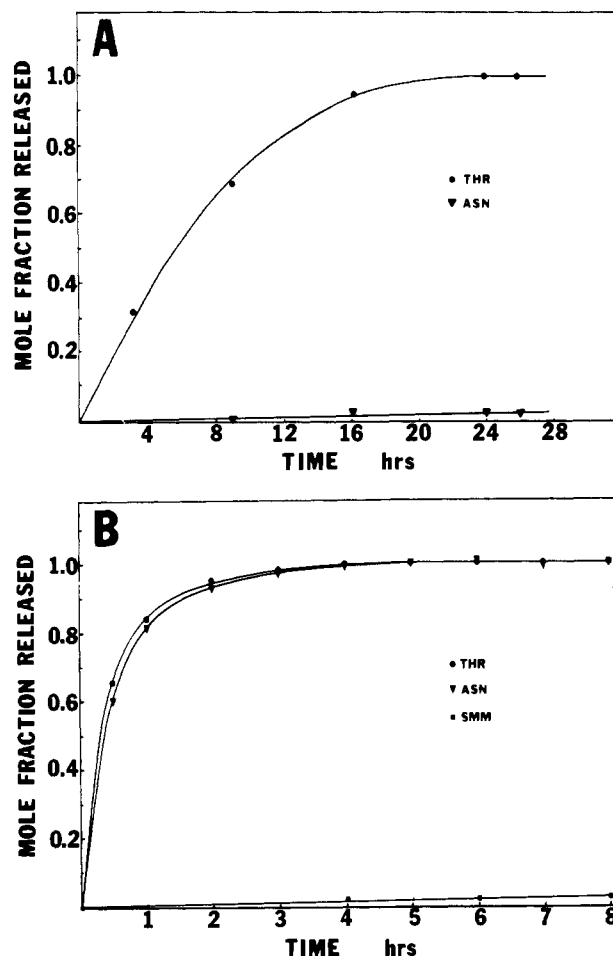 A
MOLE FRACTION RELEASED
1.0
0.8
0.6
0.4
0.2
THR
ASN
4 8 12 16 20 24 28
TIME hrs
B
MOLE FRACTION RELEASED
1.0
0.8
0.6
0.4
0.2
THR
ASN
SMM
1 2 3 4 5 6 7 8
TIME hrs